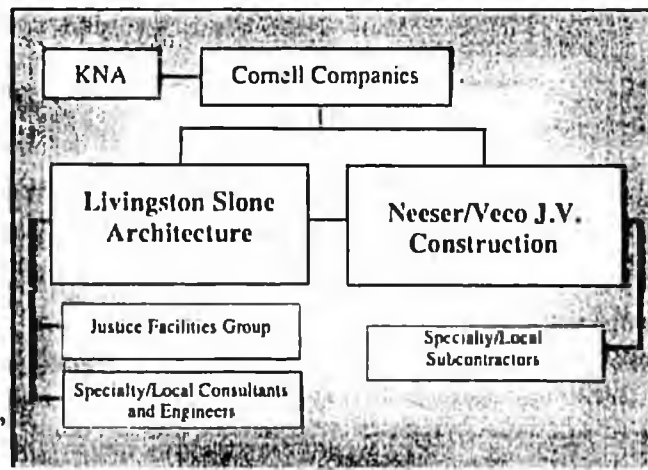 KNA
Cornell Companies
Livingston Slone
Architecture
Neeser/Veco J.V.
Construction
Justice Facilities Group
Specialty/Local
Subcontractors
Specialty/Local Consultants
and Engineers
,